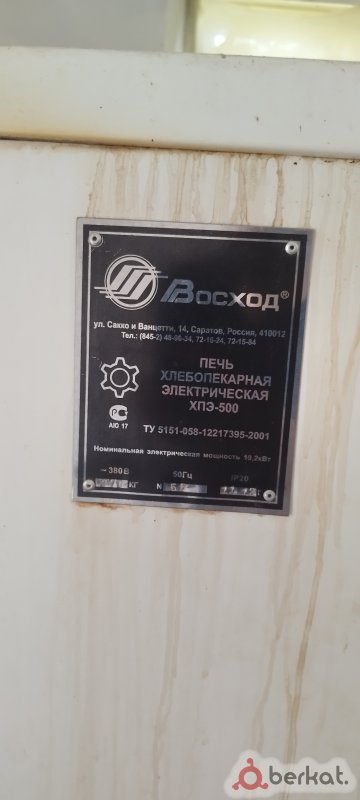 Восход®
ул. Сакко и Ванцетти, 14, Саратов, Россия, 410012
Тел.: (845-2) 48-96-34, 72-16-24, 72-15-84
ПЕЧЬ
ХЛЕБОПЕКАРНАЯ
ЭЛЕКТРИЧЕСКАЯ
ХПЭ-500
АЮ 17
ТУ 5151-058-12217395-2001
Номинальная электрическая мощность 19,2кВт
~380В 50Гц IP20
КГ N
berkat.